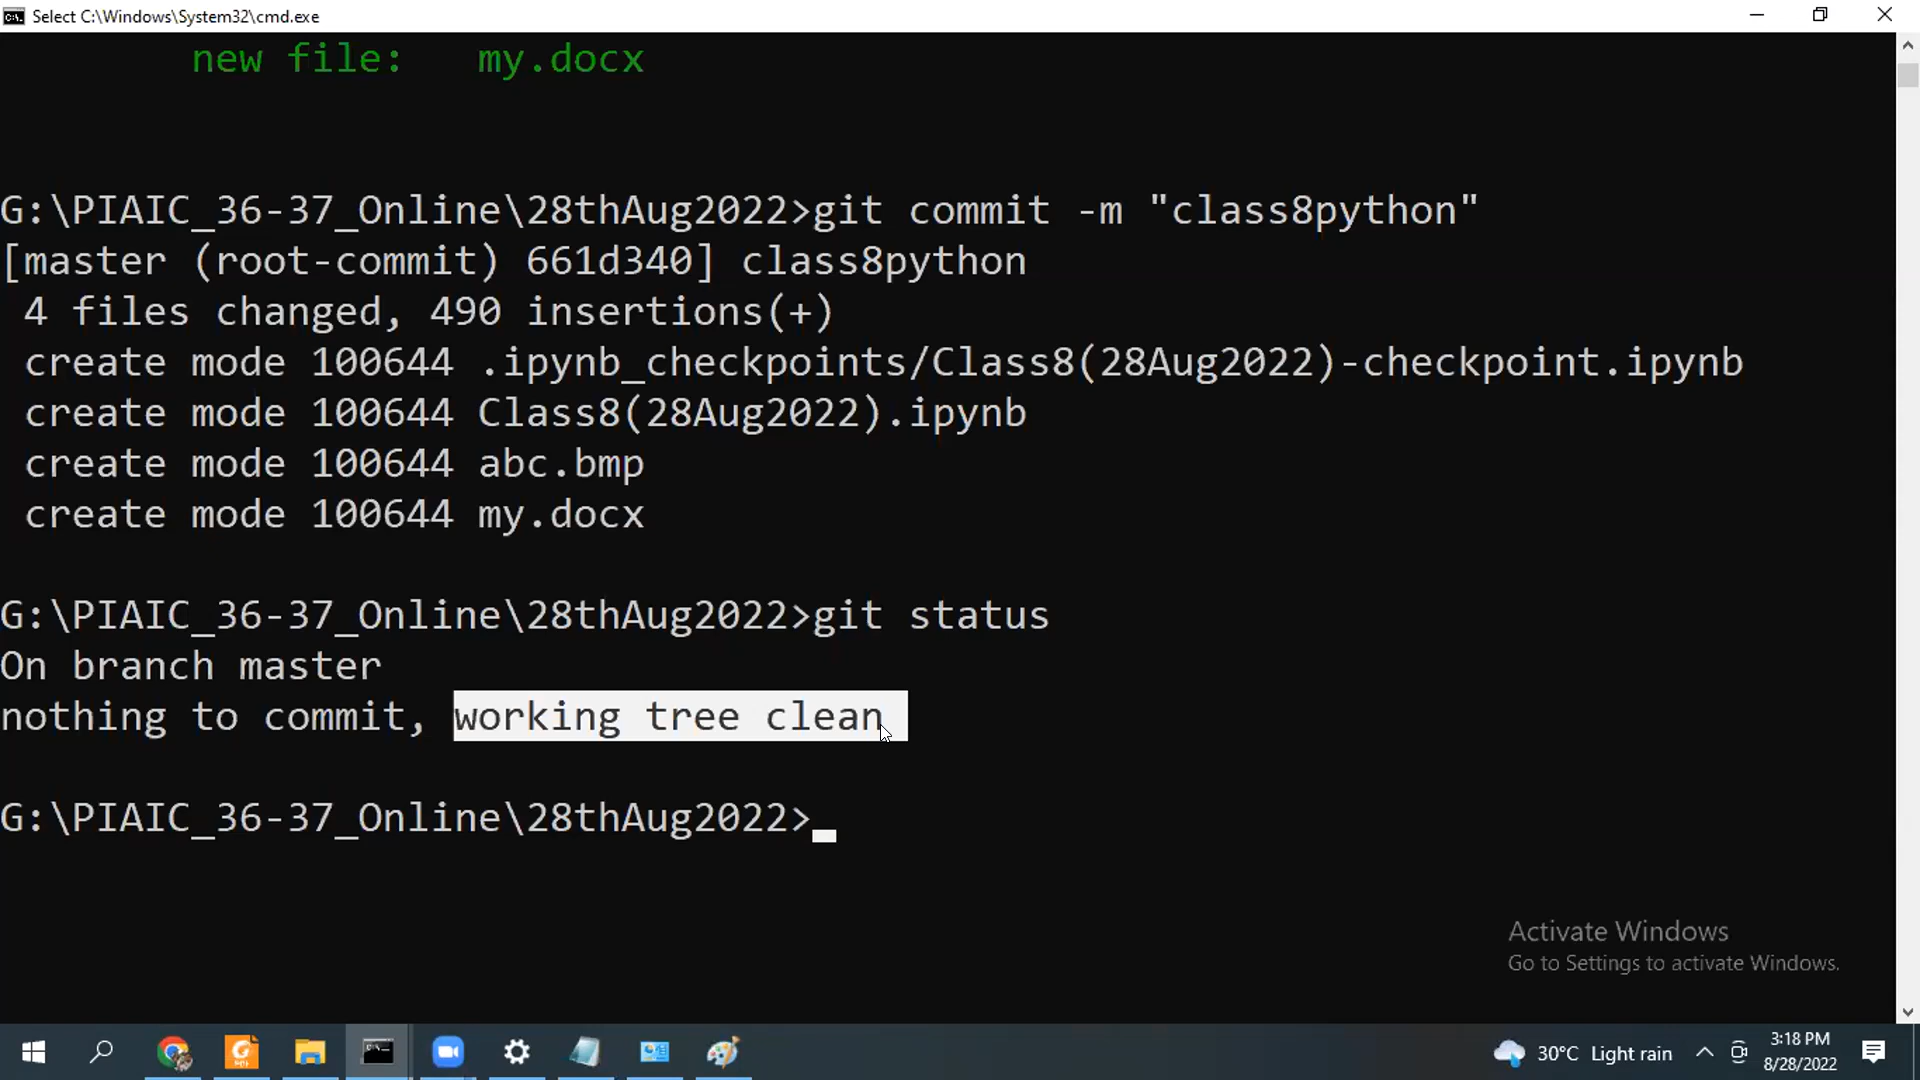 Select C:\Windows\System32\cmd.exe
new file:   my.docx
G:\PIAIC_36-37_Online\28thAug2022>git commit -m "class8python"
[master (root-commit) 661d340] class8python
 4 files changed, 490 insertions(+)
 create mode 100644 .ipynb_checkpoints/Class8(28Aug2022)-checkpoint.ipynb
 create mode 100644 Class8(28Aug2022).ipynb
 create mode 100644 abc.bmp
 create mode 100644 my.docx
G:\PIAIC_36-37_Online\28thAug2022>git status
On branch master
nothing to commit, working tree clean
G:\PIAIC_36-37_Online\28thAug2022>
Activate Windows
Go to Settings to activate Windows.
30°C Light rain
3:18 PM
8/28/2022